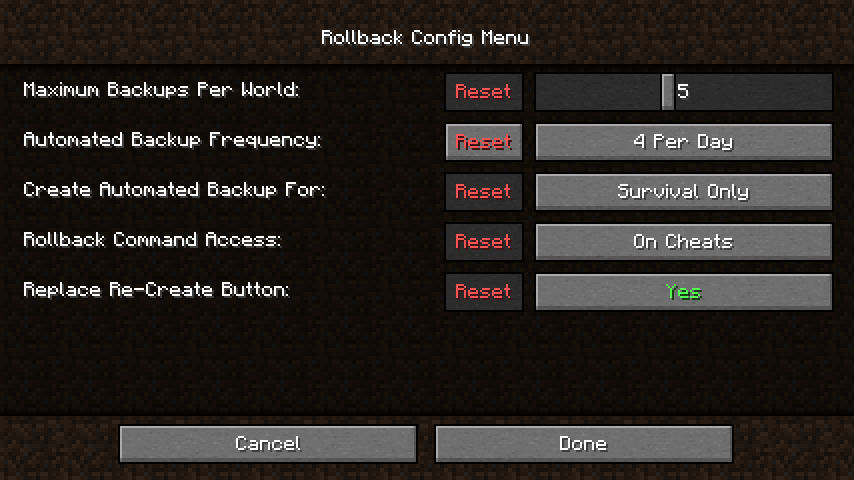 Rollback Config Menu
Maximum Backups Per World: Reset 5
Automated Backup Frequency: Reset 4 Per Day
Create Automated Backup For: Reset Survival Only
Rollback Command Access: Reset On Cheats
Replace Re-Create Button: Reset Yes
Cancel Done